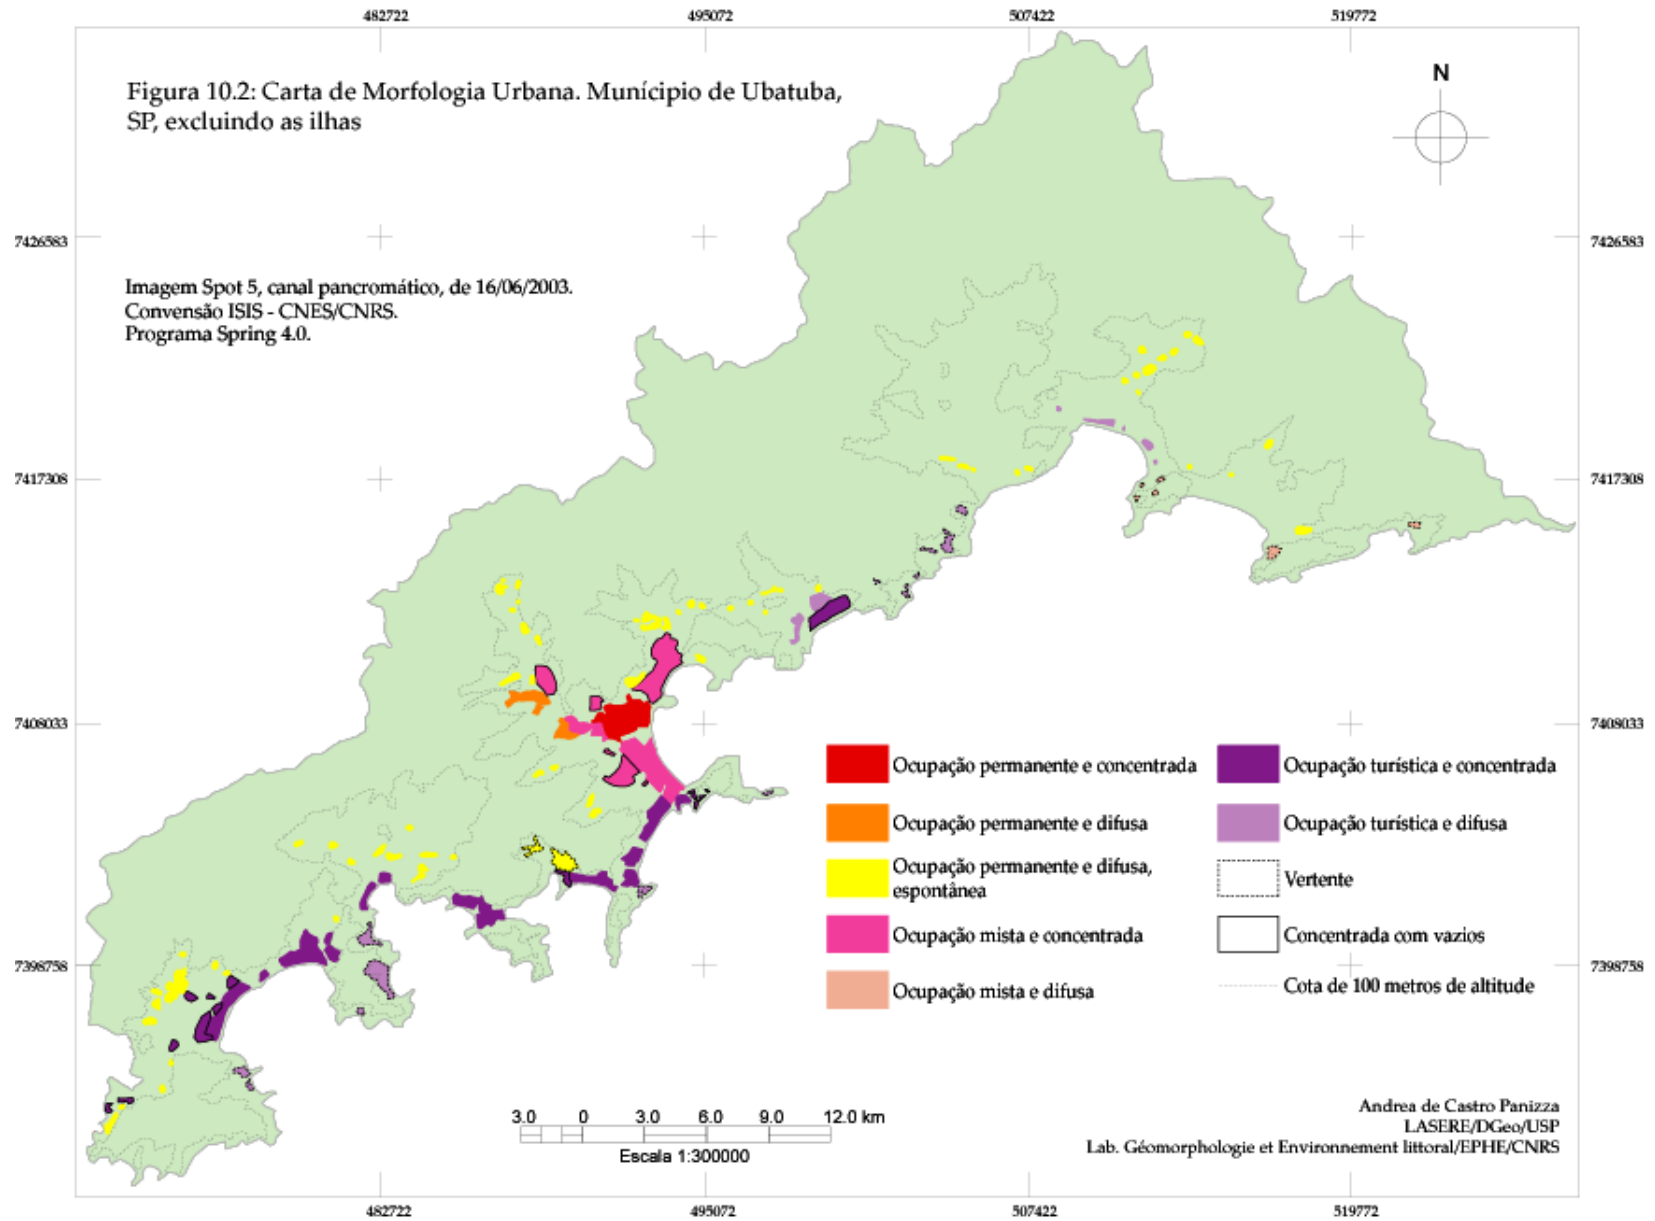 482722 495072 507422 519772
Figura 10.2: Carta de Morfologia Urbana. Munícipio de Ubatuba,
SP, excluindo as ilhas
N
7426583 7426583
Imagem Spot 5, canal pancromático, de 16/06/2003.
Convensão ISIS - CNES/CNRS.
Programa Spring 4.0.
7417308 7417308
7408033 7408033
Ocupação permanente e concentrada
Ocupação permanente e difusa
Ocupação permanente e difusa,
espontânea
Ocupação mista e concentrada
Ocupação mista e difusa
Ocupação turística e concentrada
Ocupação turística e difusa
Vertente
Concentrada com vazios
Cota de 100 metros de altitude
7398758 7398758
3.0 0 3.0 6.0 9.0 12.0 km
Escala 1:300000
Andrea de Castro Panizza
LASERE/DGeo/USP
Lab. Géomorphologie et Environnement littoral/EPHE/CNRS
482722 495072 507422 519772